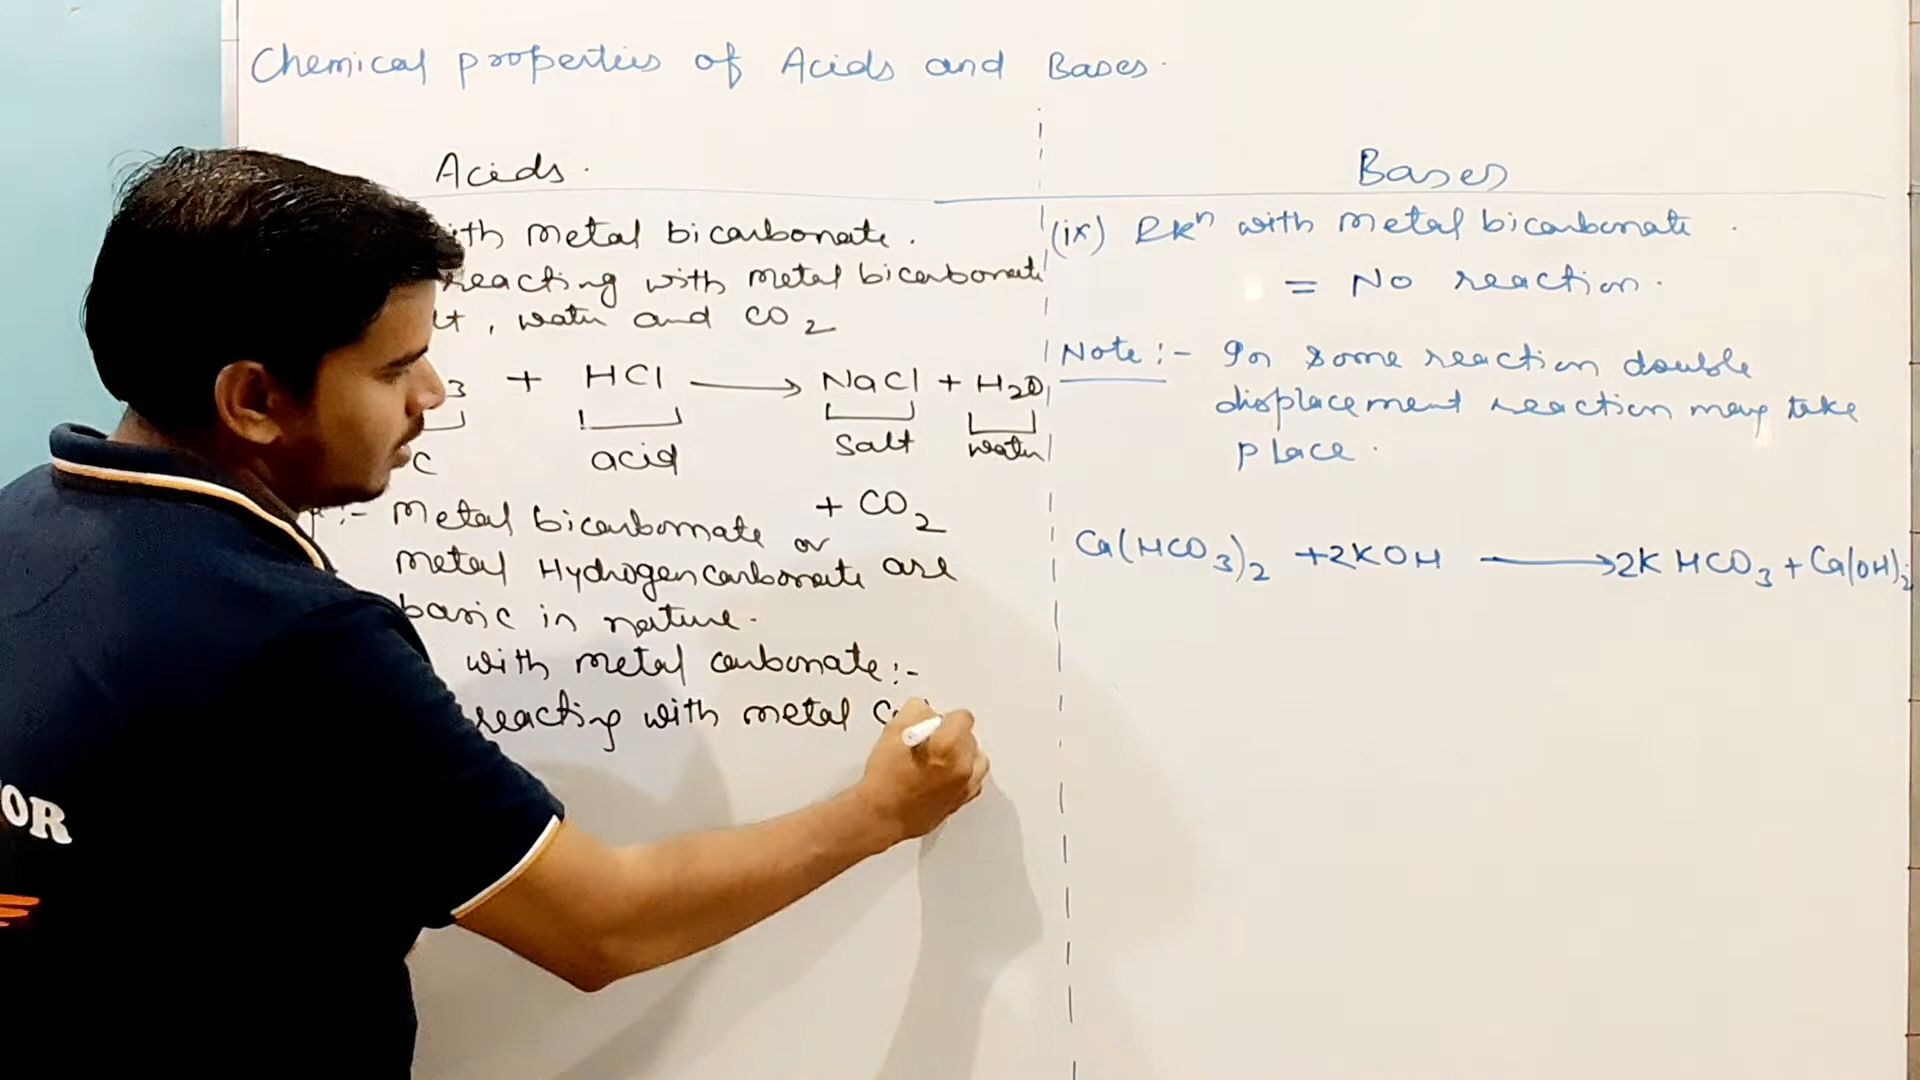 Chemical properties of Acids and Bases.
Acids.
with metal bicarbonate.
reacting with metal bicarbonate
, water and CO2
3 + HCl ⟶ NaCl + H2O
acid salt water
+ CO2
:- Metal bicarbonate or
metal Hydrogencarbonate are
basic in nature.
with metal carbonate:-
reacting with metal
Bases
(ix) Rxn with metal bicarbonate.
= No reaction.
Note:- In some reaction double
displacement reaction may take
place.
Ca(HCO3)2 + 2KOH ⟶ 2KHCO3 + Ca(OH)2
OR